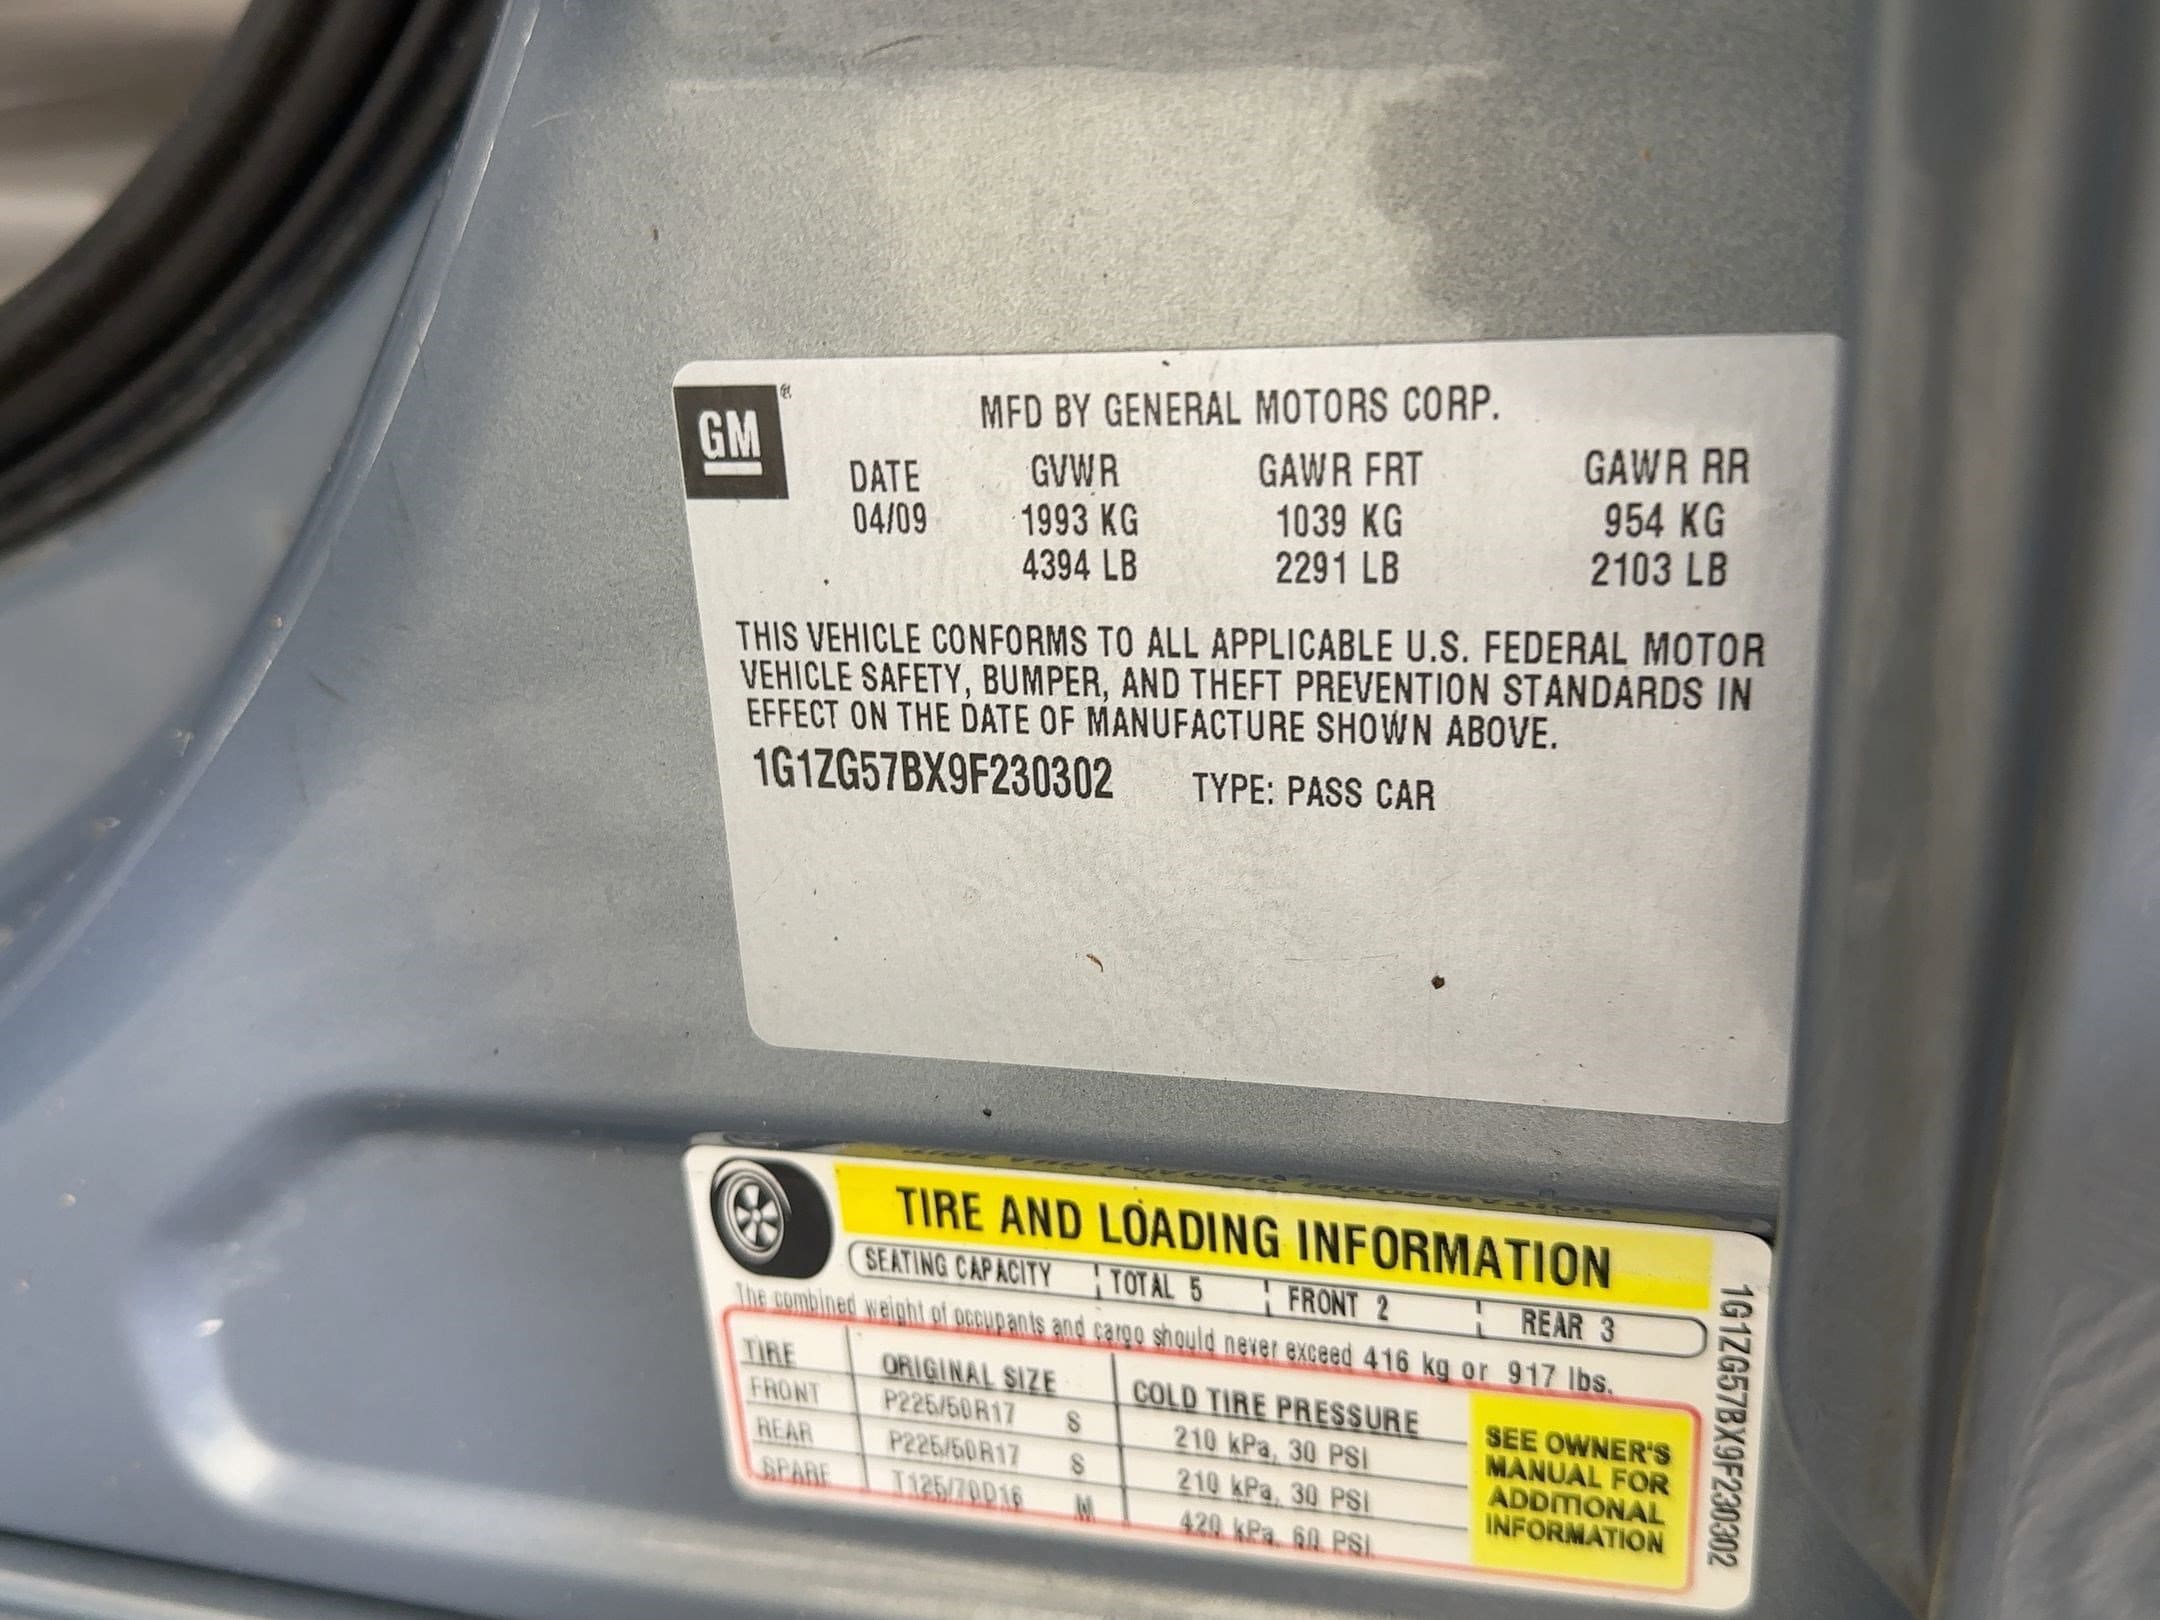 GM ®
MFD BY GENERAL MOTORS CORP.
DATE GVWR GAWR FRT GAWR RR
04/09 1993 KG 1039 KG 954 KG
4394 LB 2291 LB 2103 LB
THIS VEHICLE CONFORMS TO ALL APPLICABLE U.S. FEDERAL MOTOR
VEHICLE SAFETY, BUMPER, AND THEFT PREVENTION STANDARDS IN
EFFECT ON THE DATE OF MANUFACTURE SHOWN ABOVE.
1G1ZG57BX9F230302 TYPE: PASS CAR
TIRE AND LOADING INFORMATION
SEATING CAPACITY TOTAL 5 FRONT 2 REAR 3
The combined weight of occupants and cargo should never exceed 416 kg or 917 lbs.
TIRE ORIGINAL SIZE COLD TIRE PRESSURE
FRONT P225/50R17 S 210 kPa, 30 PSI
REAR P225/50R17 S 210 kPa, 30 PSI
SPARE T125/70D16 M 420 kPa, 60 PSI
SEE OWNER'S
MANUAL FOR
ADDITIONAL
INFORMATION
1G1ZG57BX9F230302